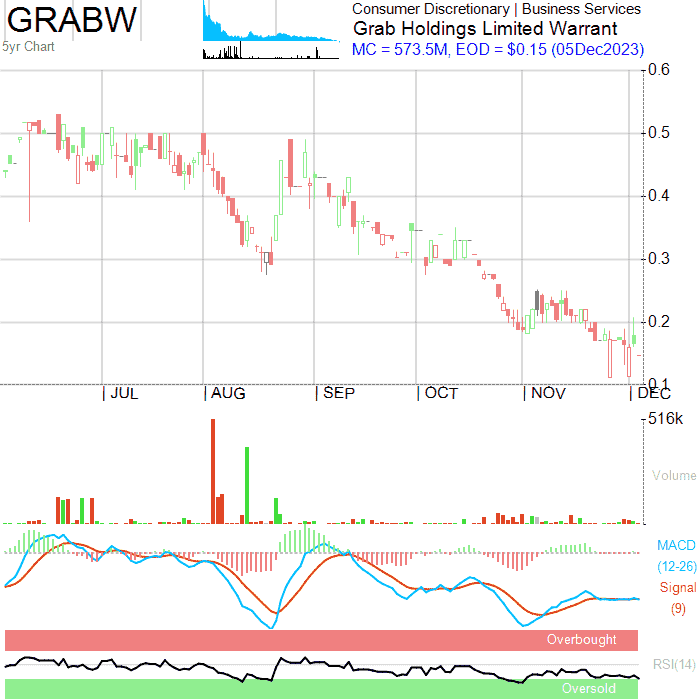 GRABW
5yr Chart
Consumer Discretionary | Business Services
Grab Holdings Limited Warrant
MC = 573.5M, EOD = $0.15 (05Dec2023)
0.6
0.5
0.4
0.3
0.2
0.1
| JUL | AUG | SEP | OCT | NOV | DEC
516k
Volume
MACD
(12-26)
Signal
(9)
Overbought
RSI(14)
Oversold